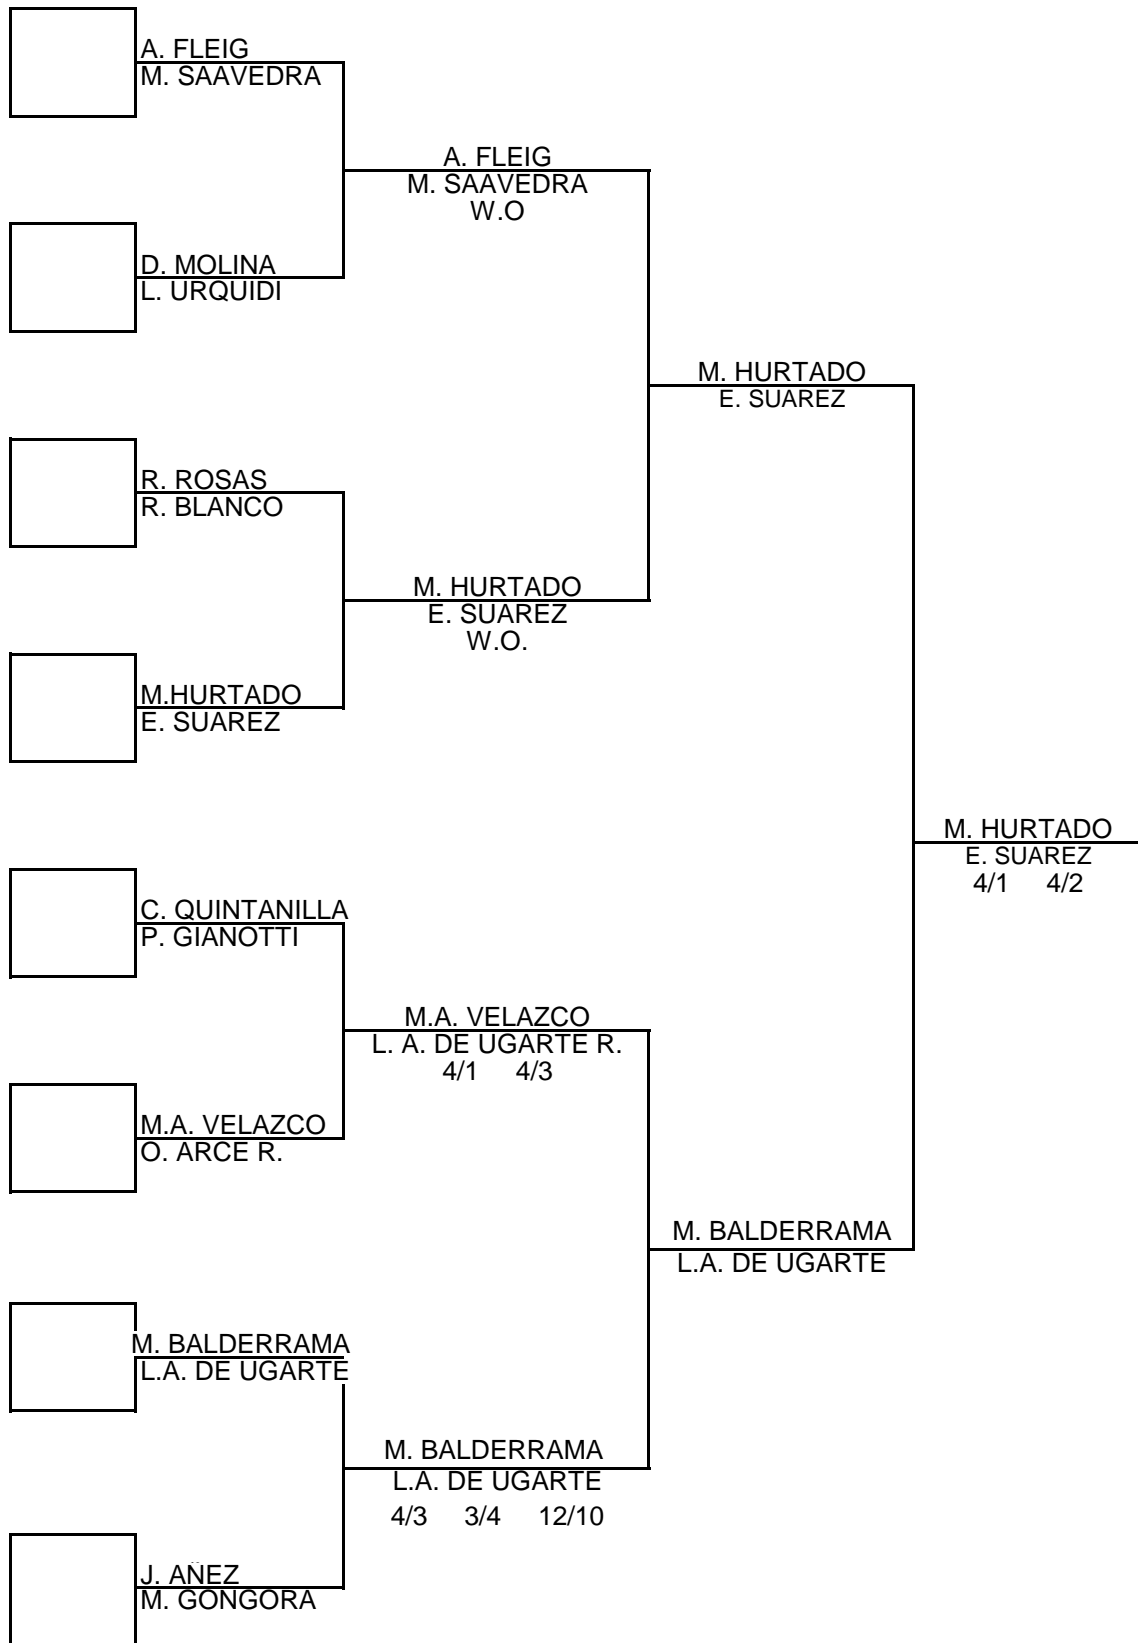 A. FLEIG
M. SAAVEDRA
A. FLEIG
M. SAAVEDRA
W.O
D. MOLINA
L. URQUIDI
M. HURTADO
E. SUAREZ
R. ROSAS
R. BLANCO
M. HURTADO
E. SUAREZ
W.O.
M.HURTADO
E. SUAREZ
M. HURTADO
E. SUAREZ
4/1 4/2
C. QUINTANILLA
P. GIANOTTI
M.A. VELAZCO
L. A. DE UGARTE R.
4/1 4/3
M.A. VELAZCO
O. ARCE R.
M. BALDERRAMA
L.A. DE UGARTE
M. BALDERRAMA
L.A. DE UGARTE
M. BALDERRAMA
L.A. DE UGARTE
4/3 3/4 12/10
J. AÑEZ
M. GONGORA